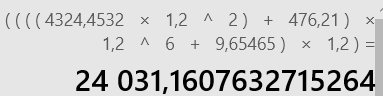 ( ( ( ( 4324,4532 × 1,2 ^ 2 ) + 476,21 ) ×
1,2 ^ 6 + 9,65465 ) × 1,2 ) =
24 031,1607632715264